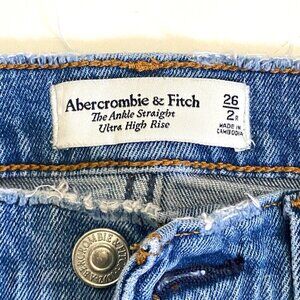 Abercrombie & Fitch
The Ankle Straight
Ultra High Rise
26
2R
MADE IN
CAMBODIA
ABERCROMBIE & FITCH